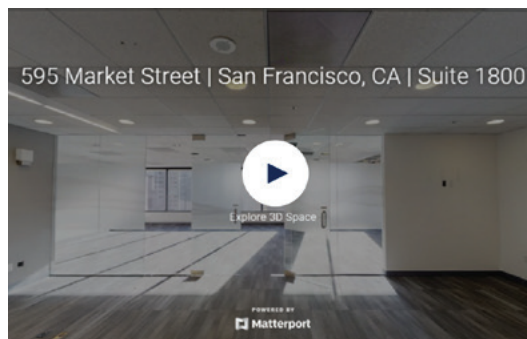 595 Market Street | San Francisco, CA | Suite 1800
Explore 3D Space
POWERED BY
Matterport